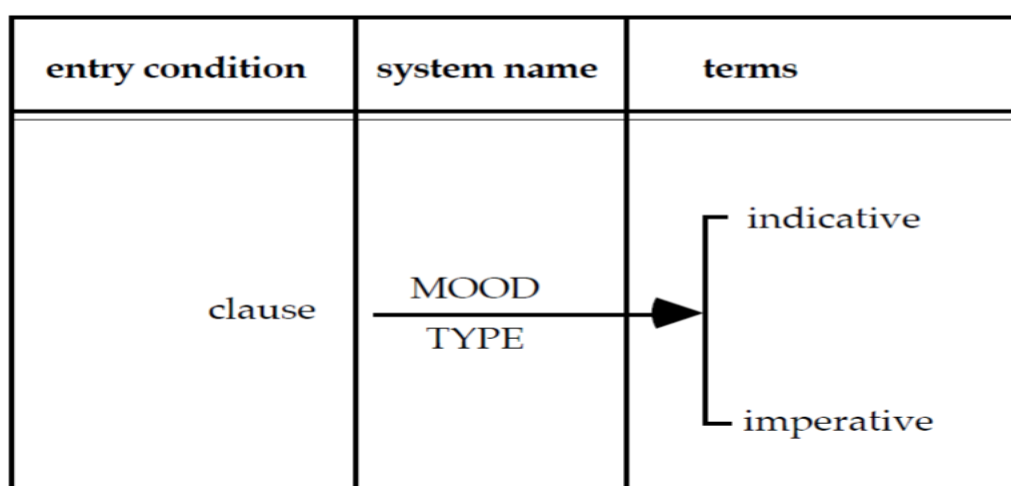 entry condition system name terms
indicative
MOOD
clause
TYPE
imperative